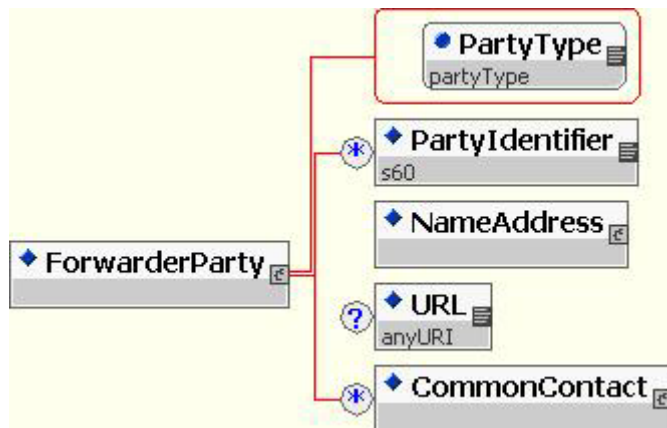 PartyType
partyType
*
PartyIdentifier
s60
NameAddress
ForwarderParty
?
URL
anyURI
*
CommonContact